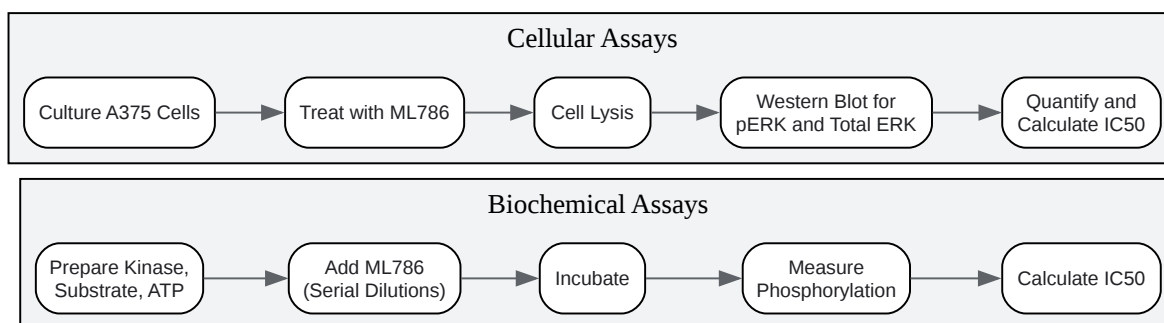 Cellular Assays
Culture A375 Cells
Treat with ML786
Cell Lysis
Western Blot for
pERK and Total ERK
Quantify and
Calculate IC50
Biochemical Assays
Prepare Kinase,
Substrate, ATP
Add ML786
(Serial Dilutions)
Incubate
Measure
Phosphorylation
Calculate IC50